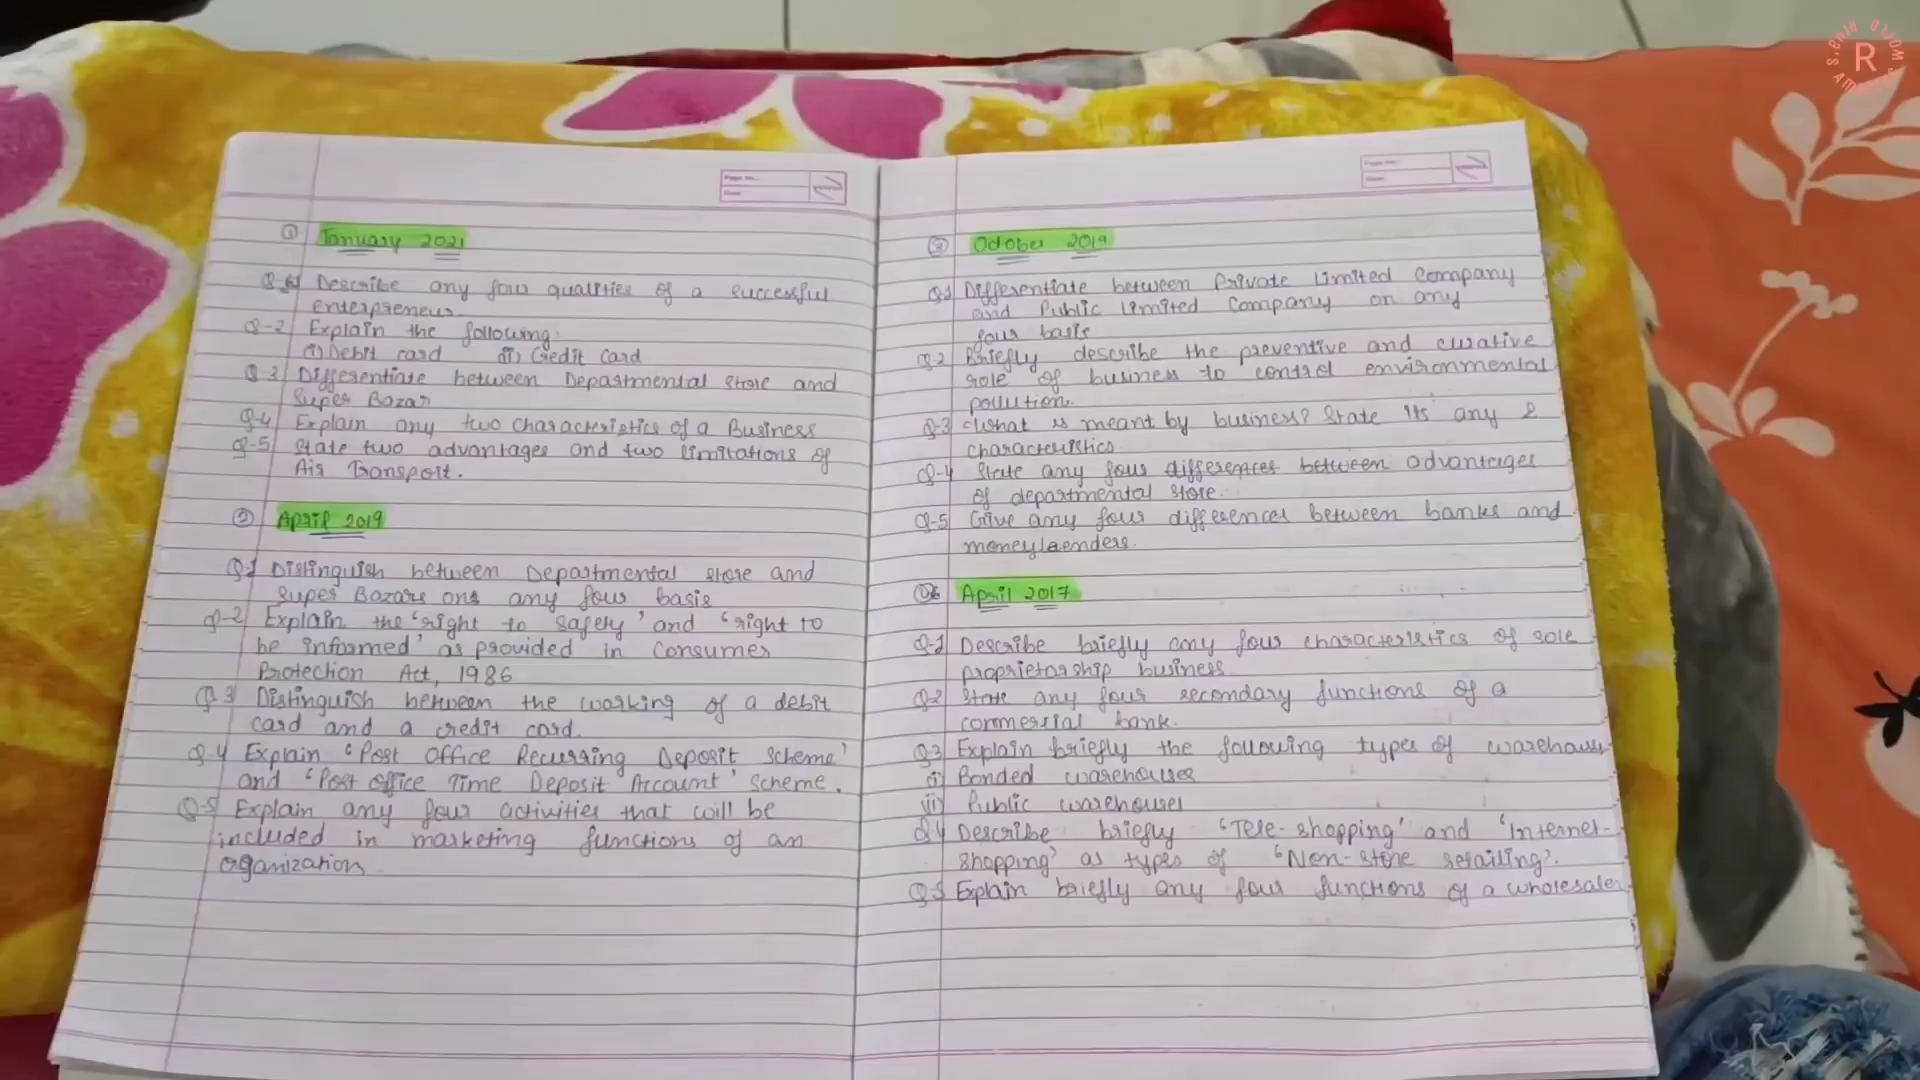 ① January 2021
Describe any four qualities of a successful
enterpreneur.
Q-2 Explain the following:
(i) Debit card (ii) Credit Card
Q-3 Differentiate between Departmental Store and
Super Bazar
Q-4 Explain any two characteristics of a Business
Q-5 State two advantages and two limitations of
Air Transport.
② April 2019
Q-1 Distinguish between Departmental store and
Super Bazars one any four basis
Q-2 Explain the 'right to safety' and 'right to
be informed' as provided in Consumer
Protection Act, 1986
Q-3 Distinguish between the working of a debit
card and a credit card.
Q-4 Explain 'Post Office Recurring Deposit Scheme'
and 'Post office Time Deposit Account' scheme.
Q-5 Explain any four activities that will be
included in marketing functions of an
organization.
③ October 2019
Q1 Differentiate between Private Limited Company
and Public Limited Company on any
four basis
Q-2 Briefly describe the preventive and curative
role of business to control environmental
pollution.
Q-3 What is meant by business? State its any 2
characteristics
Q-4 State any four differences between advantages
of departmental store.
Q-5 Give any four differences between banks and
moneylaenders.
April 2017
Q-1 Describe briefly any four characteristics of sole
proprietorship business
Q-2 State any four secondary functions of a
commercial bank.
Q-3 Explain briefly the following types of warehouse
(i) Bonded warehouses
(ii) Public warehouses
Q4 Describe briefly 'Tele-shopping' and 'Internet-
shopping' as types of 'Non-store retailing'.
Q-5 Explain briefly any four functions of a wholesaler
R